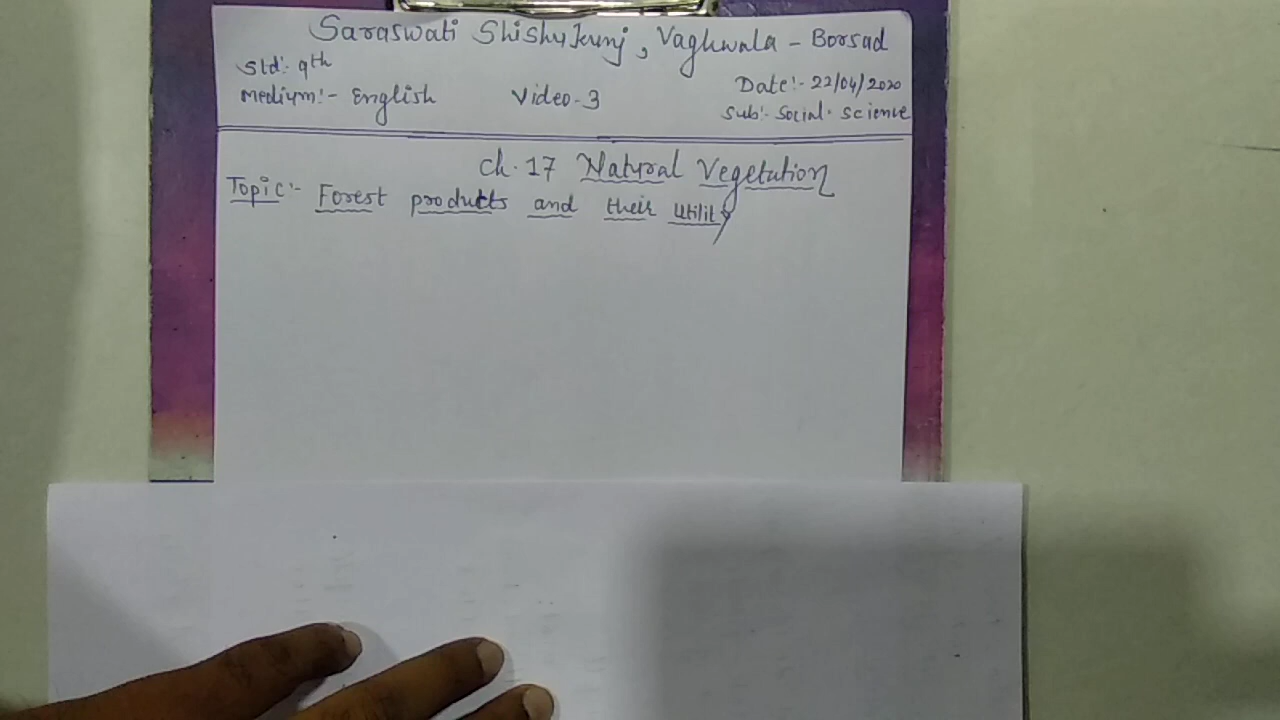 Saraswati Shishukunj, Vaghwala - Borsad
Std:- 9th
Date:- 22/04/2020
Medium:- English Video-3
Sub:- Social. Science
Ch. 17 Natural Vegetation
Topic:- Forest products and their utility